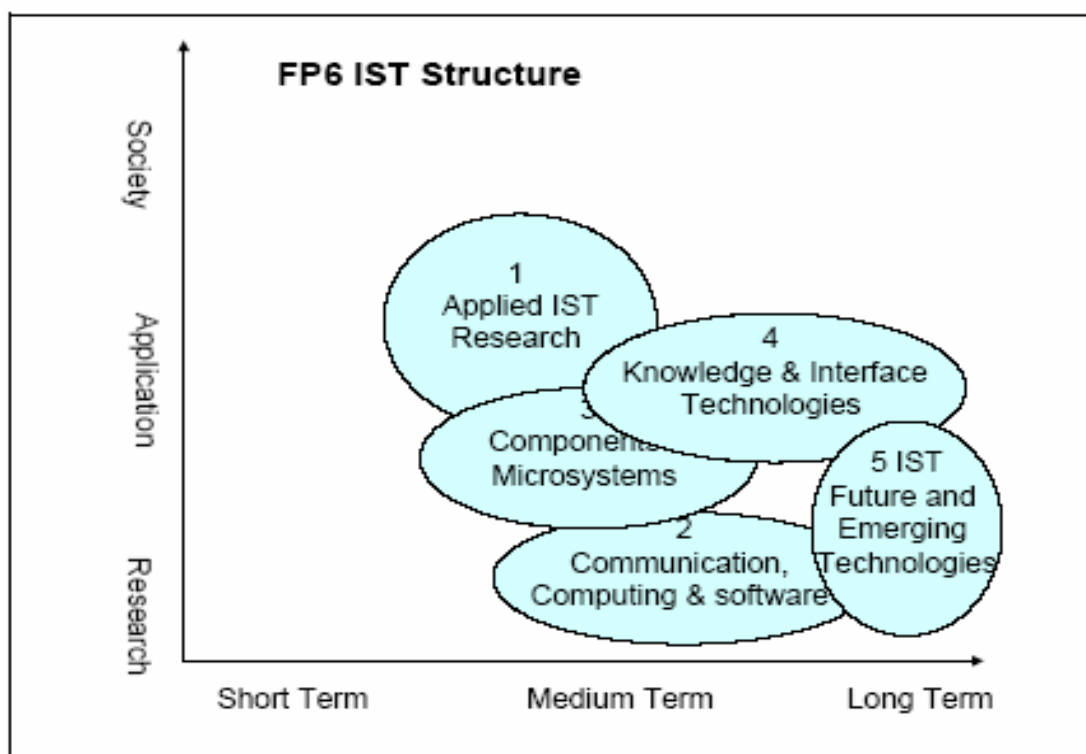 FP6 IST Structure
Society
Application
Research
1
Applied IST
Research
4
Knowledge & Interface
Technologies
3
Components
Microsystems
5 IST
Future and
Emerging
Technologies
2
Communication,
Computing & software
Short Term
Medium Term
Long Term